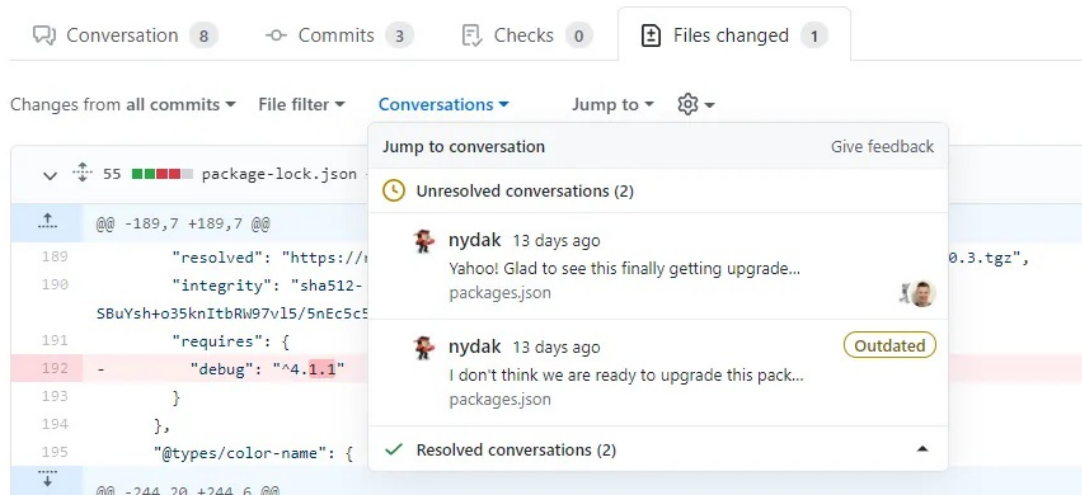 Conversation 8 Commits 3 Checks 0 Files changed 1
Changes from all commits File filter Conversations Jump to
Jump to conversation Give feedback
Unresolved conversations (2)
nydak 13 days ago
Yahoo! Glad to see this finally getting upgrade...
packages.json
nydak 13 days ago Outdated
I don't think we are ready to upgrade this pack...
packages.json
Resolved conversations (2)
55 package-lock.json
@@ -189,7 +189,7 @@
189 "resolved": "https:// 0.3.tgz",
190 "integrity": "sha512-
SBuYsh+o35knItbRW97vl5/5nEc5c5
191 "requires": {
192 - "debug": "^4.1.1"
193 }
194 },
195 "@types/color-name": {
@@ -244,20 +244,6 @@